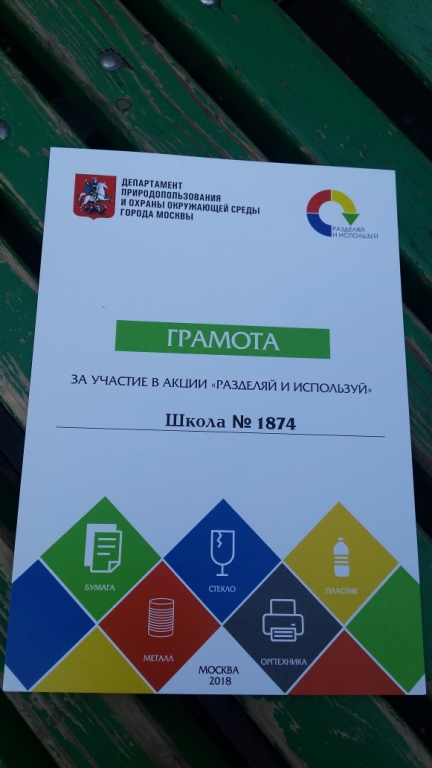 ДЕПАРТАМЕНТ
ПРИРОДОПОЛЬЗОВАНИЯ
И ОХРАНЫ ОКРУЖАЮЩЕЙ СРЕДЫ
ГОРОДА МОСКВЫ
РАЗДЕЛЯЙ
И ИСПОЛЬЗУЙ
ГРАМОТА
ЗА УЧАСТИЕ В АКЦИИ «РАЗДЕЛЯЙ И ИСПОЛЬЗУЙ»
Школа № 1874
БУМАГА
СТЕКЛО
ПЛАСТИК
МЕТАЛЛ
ОРГТЕХНИКА
МОСКВА
2018